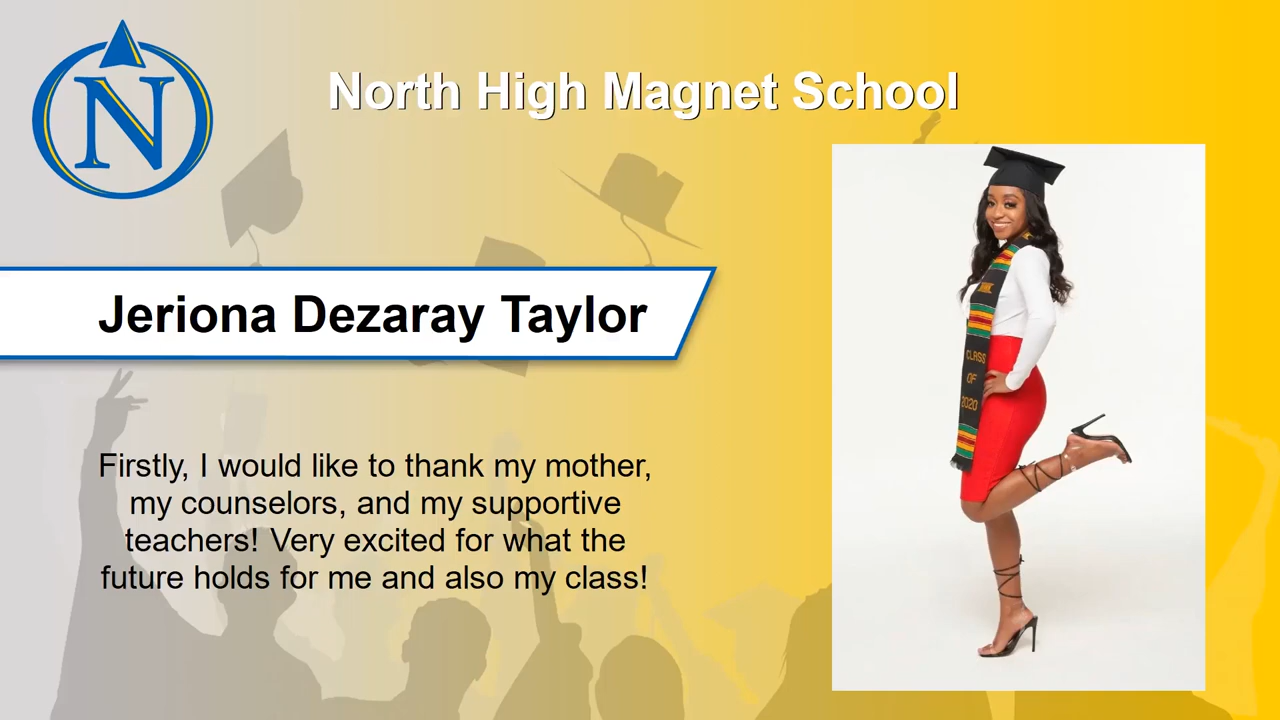 N
North High Magnet School
Jeriona Dezaray Taylor
Firstly, I would like to thank my mother,
my counselors, and my supportive
teachers! Very excited for what the
future holds for me and also my class!
CLASS
OF
2020